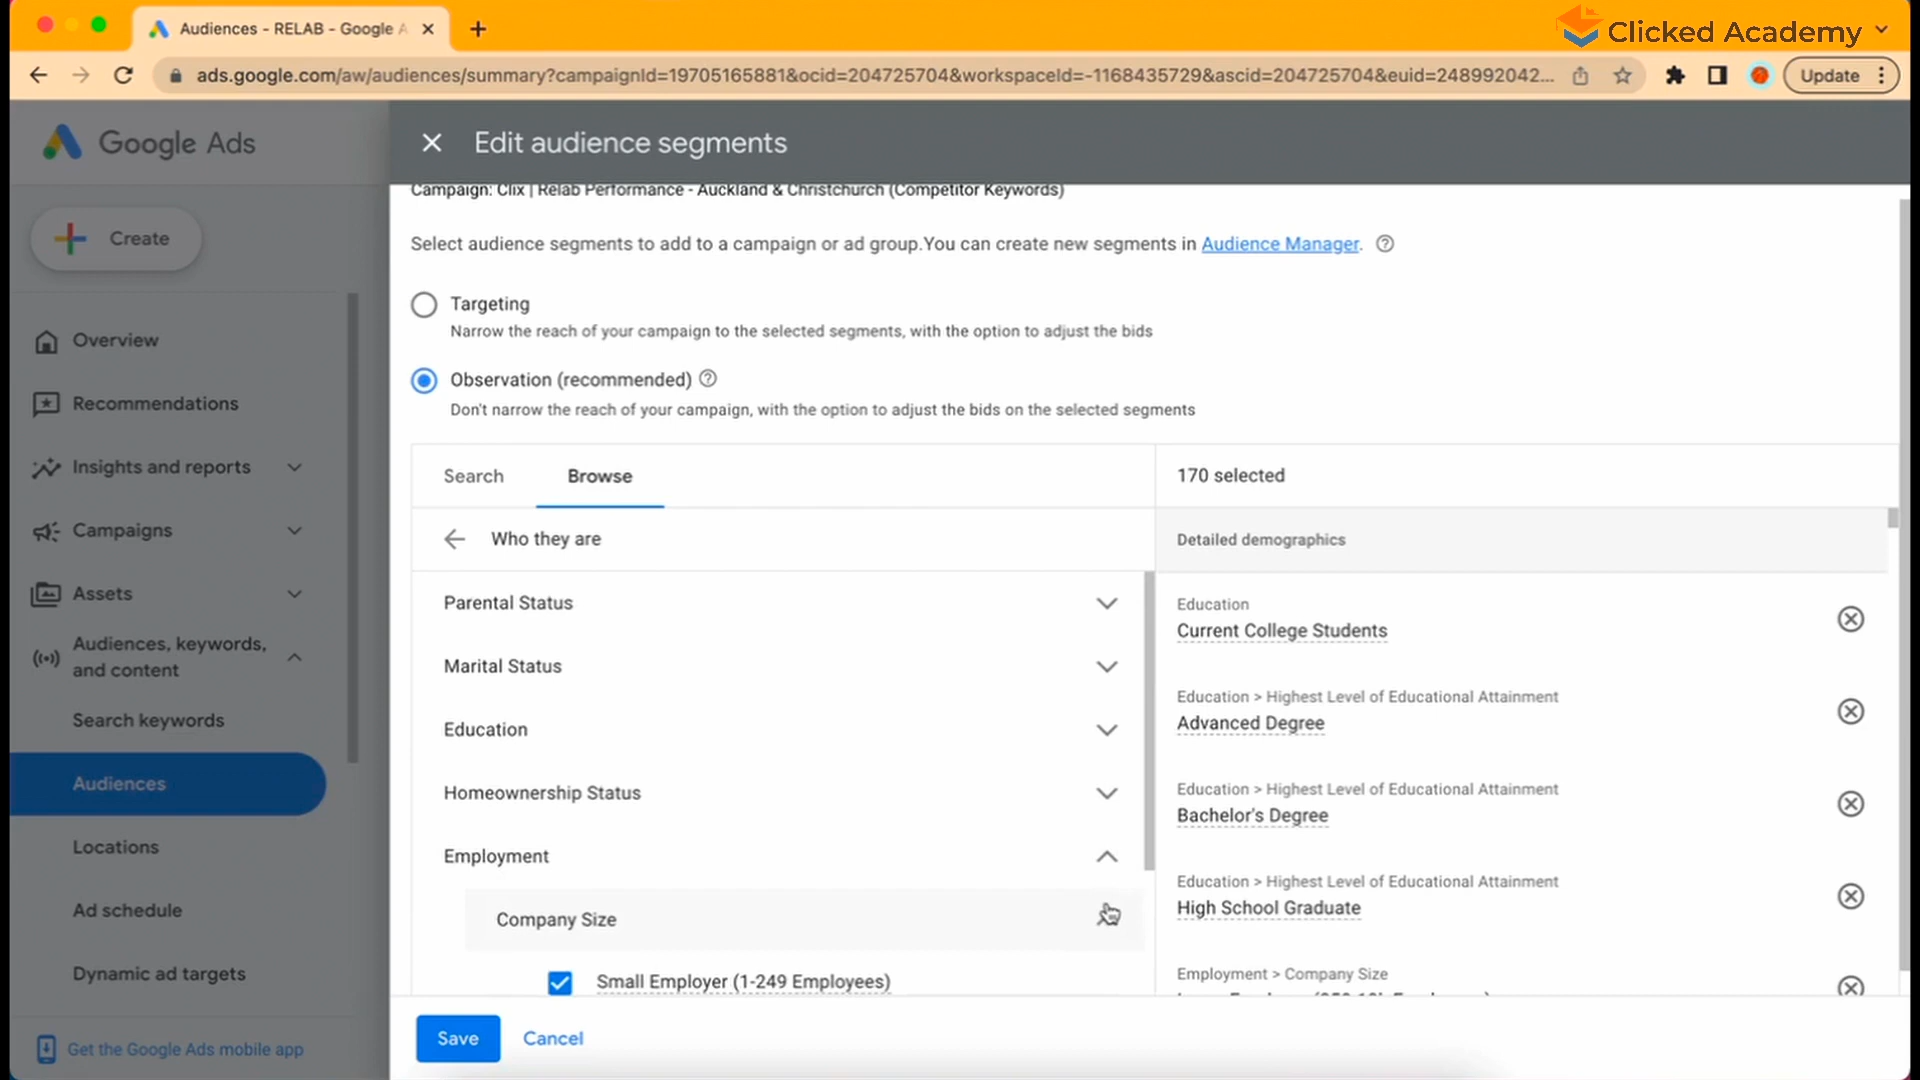 Audiences - RELAB - Google A
Clicked Academy
ads.google.com/aw/audiences/summary?campaignId=19705165881&ocid=204725704&workspaceId=-1168435729&ascid=204725704&euid=248992042...
Update
Google Ads
Edit audience segments
Create
Overview
Recommendations
Insights and reports
Campaigns
Assets
Audiences, keywords,
and content
Search keywords
Audiences
Locations
Ad schedule
Dynamic ad targets
Get the Google Ads mobile app
Campaign: Clix | Relab Performance - Auckland & Christchurch (Competitor Keywords)
Select audience segments to add to a campaign or ad group.You can create new segments in Audience Manager.
Targeting
Narrow the reach of your campaign to the selected segments, with the option to adjust the bids
Observation (recommended)
Don't narrow the reach of your campaign, with the option to adjust the bids on the selected segments
Search
Browse
Who they are
Parental Status
Marital Status
Education
Homeownership Status
Employment
Company Size
Small Employer (1-249 Employees)
170 selected
Detailed demographics
Education
Current College Students
Education > Highest Level of Educational Attainment
Advanced Degree
Education > Highest Level of Educational Attainment
Bachelor's Degree
Education > Highest Level of Educational Attainment
High School Graduate
Employment > Company Size
Save
Cancel